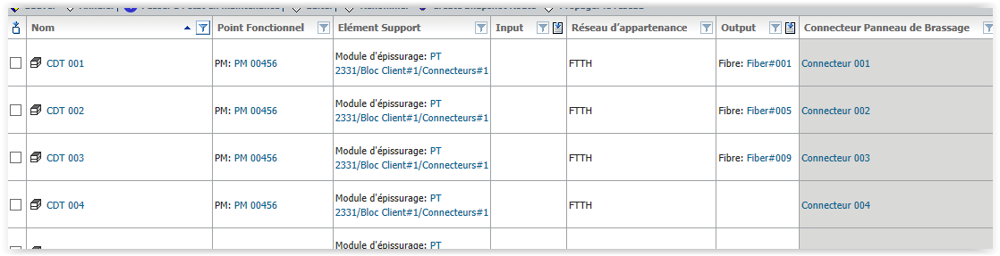 Nom Point Fonctionnel Elément Support Input Réseau d'appartenance Output Connecteur Panneau de Brassage
CDT 001 PM: PM 00456 Module d'épissurage: PT
2331/Bloc Client#1/Connecteurs#1 FTTH Fibre: Fiber#001 Connecteur 001
CDT 002 PM: PM 00456 Module d'épissurage: PT
2331/Bloc Client#1/Connecteurs#1 FTTH Fibre: Fiber#005 Connecteur 002
CDT 003 PM: PM 00456 Module d'épissurage: PT
2331/Bloc Client#1/Connecteurs#1 FTTH Fibre: Fiber#009 Connecteur 003
CDT 004 PM: PM 00456 Module d'épissurage: PT
2331/Bloc Client#1/Connecteurs#1 FTTH Connecteur 004
Module d'épissurage: PT